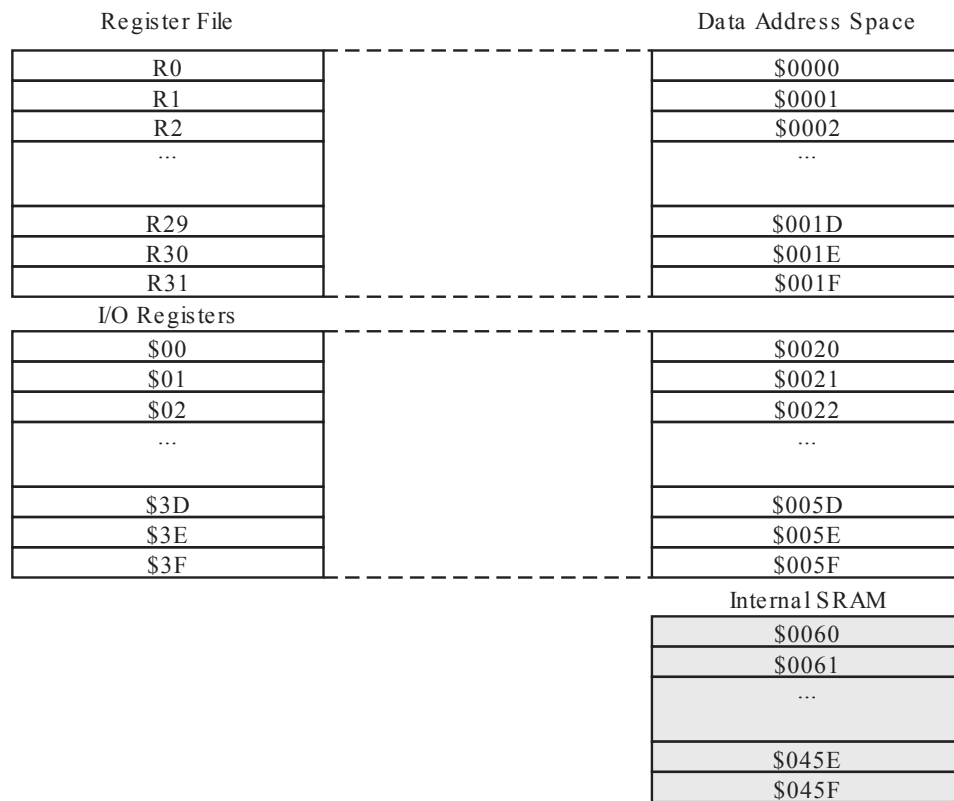 Register File
Data Address Space
R0
$0000
R1
$0001
R2
$0002
...
...
R29
$001D
R30
$001E
R31
$001F
I/O Registers
$00
$0020
$01
$0021
$02
$0022
...
...
$3D
$005D
$3E
$005E
$3F
$005F
Internal SRAM
$0060
$0061
...
$045E
$045F